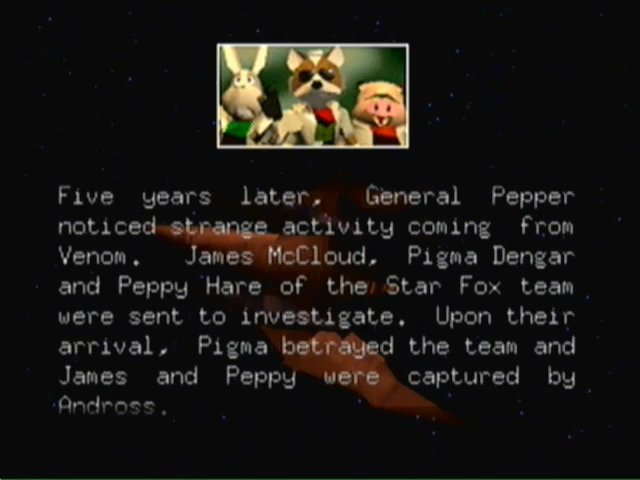 Five years later, General Pepper
noticed strange activity coming from
Venom. James McCloud, Pigma Dengar
and Peppy Hare of the Star Fox team
were sent to investigate. Upon their
arrival, Pigma betrayed the team and
James and Peppy were captured by
Andross.